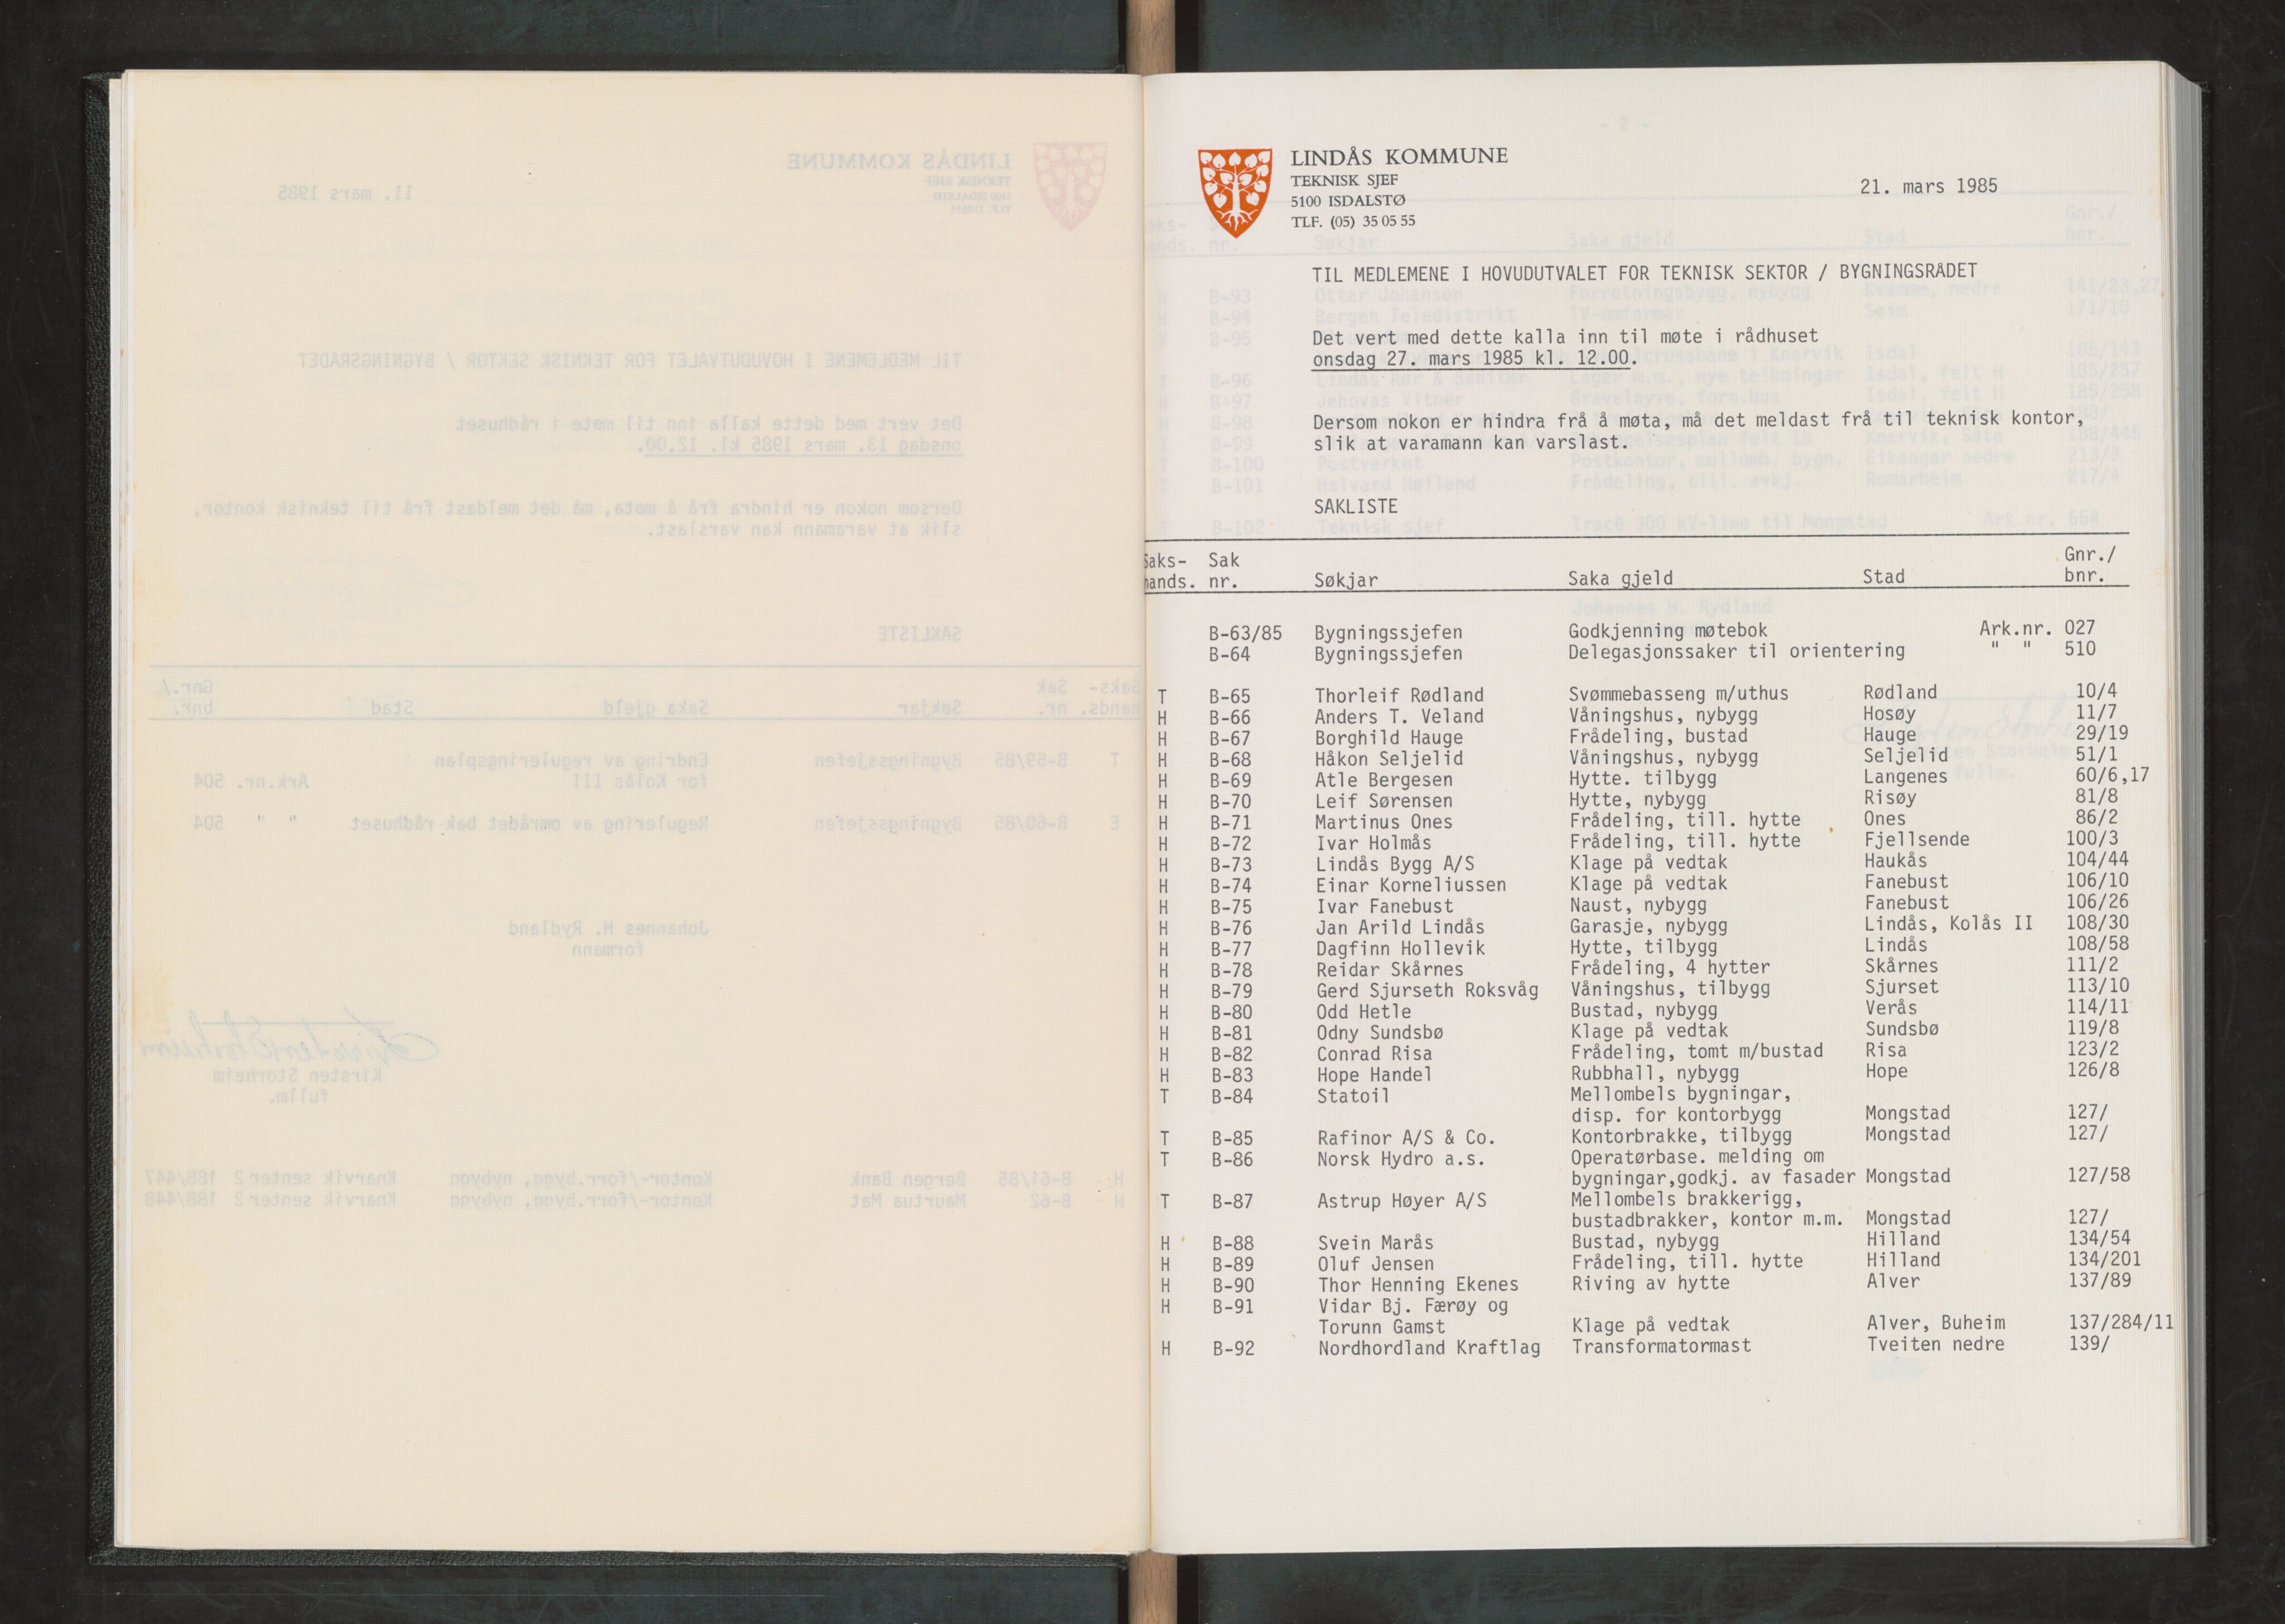 LINDÅS KOMMUNE
TEKNISK SJEF
5100 ISDALSTØ
TLF. (05) 35 05 55
21. mars 1985
TIL MEDLEMENE I HOVUDUTVALET FOR TEKNISK SEKTOR / BYGNINGSRÅDET
Det vert med dette kalla inn til møte i rådhuset
onsdag 27. mars 1985 kl. 12.00.
Dersom nokon er hindra frå å møta, må det meldast frå til teknisk kontor,
slik at varamann kan varslast.
SAKLISTE
Saks- Sak Gnr./
hands. nr. Søkjar Saka gjeld Stad bnr.
B-63/85 Bygningssjefen Godkjenning møtebok Ark.nr. 027
B-64 Bygningssjefen Delegasjonssaker til orientering " " 510
T B-65 Thorleif Rødland Svømmebasseng m/uthus Rødland 10/4
H B-66 Anders T. Veland Våningshus, nybygg Hosøy 11/7
H B-67 Borghild Hauge Frådeling, bustad Hauge 29/19
H B-68 Håkon Seljelid Våningshus, nybygg Seljelid 51/1
H B-69 Atle Bergesen Hytte. tilbygg Langenes 60/6,17
H B-70 Leif Sørensen Hytte, nybygg Risøy 81/8
H B-71 Martinus Ones Frådeling, till. hytte Ones 86/2
H B-72 Ivar Holmås Frådeling, till. hytte Fjellsende 100/3
H B-73 Lindås Bygg A/S Klage på vedtak Haukås 104/44
H B-74 Einar Korneliussen Klage på vedtak Fanebust 106/10
H B-75 Ivar Fanebust Naust, nybygg Fanebust 106/26
H B-76 Jan Arild Lindås Garasje, nybygg Lindås, Kolås II 108/30
H B-77 Dagfinn Hollevik Hytte, tilbygg Lindås 108/58
H B-78 Reidar Skårnes Frådeling, 4 hytter Skårnes 111/2
H B-79 Gerd Sjurseth Roksvåg Våningshus, tilbygg Sjurset 113/10
H B-80 Odd Hetle Bustad, nybygg Verås 114/11
H B-81 Odny Sundsbø Klage på vedtak Sundsbø 119/8
H B-82 Conrad Risa Frådeling, tomt m/bustad Risa 123/2
H B-83 Hope Handel Rubbhall, nybygg Hope 126/8
T B-84 Statoil Mellombels bygningar,
disp. for kontorbygg Mongstad 127/
T B-85 Rafinor A/S & Co. Kontorbrakke, tilbygg Mongstad 127/
T B-86 Norsk Hydro a.s. Operatørbase. melding om
bygningar,godkj. av fasader Mongstad 127/58
T B-87 Astrup Høyer A/S Mellombels brakkerigg,
bustadbrakker, kontor m.m. Mongstad 127/
H B-88 Svein Marås Bustad, nybygg Hilland 134/54
H B-89 Oluf Jensen Frådeling, till. hytte Hilland 134/201
H B-90 Thor Henning Ekenes Riving av hytte Alver 137/89
H B-91 Vidar Bj. Færøy og
Torunn Gamst Klage på vedtak Alver, Buheim 137/284/11
H B-92 Nordhordland Kraftlag Transformatormast Tveiten nedre 139/